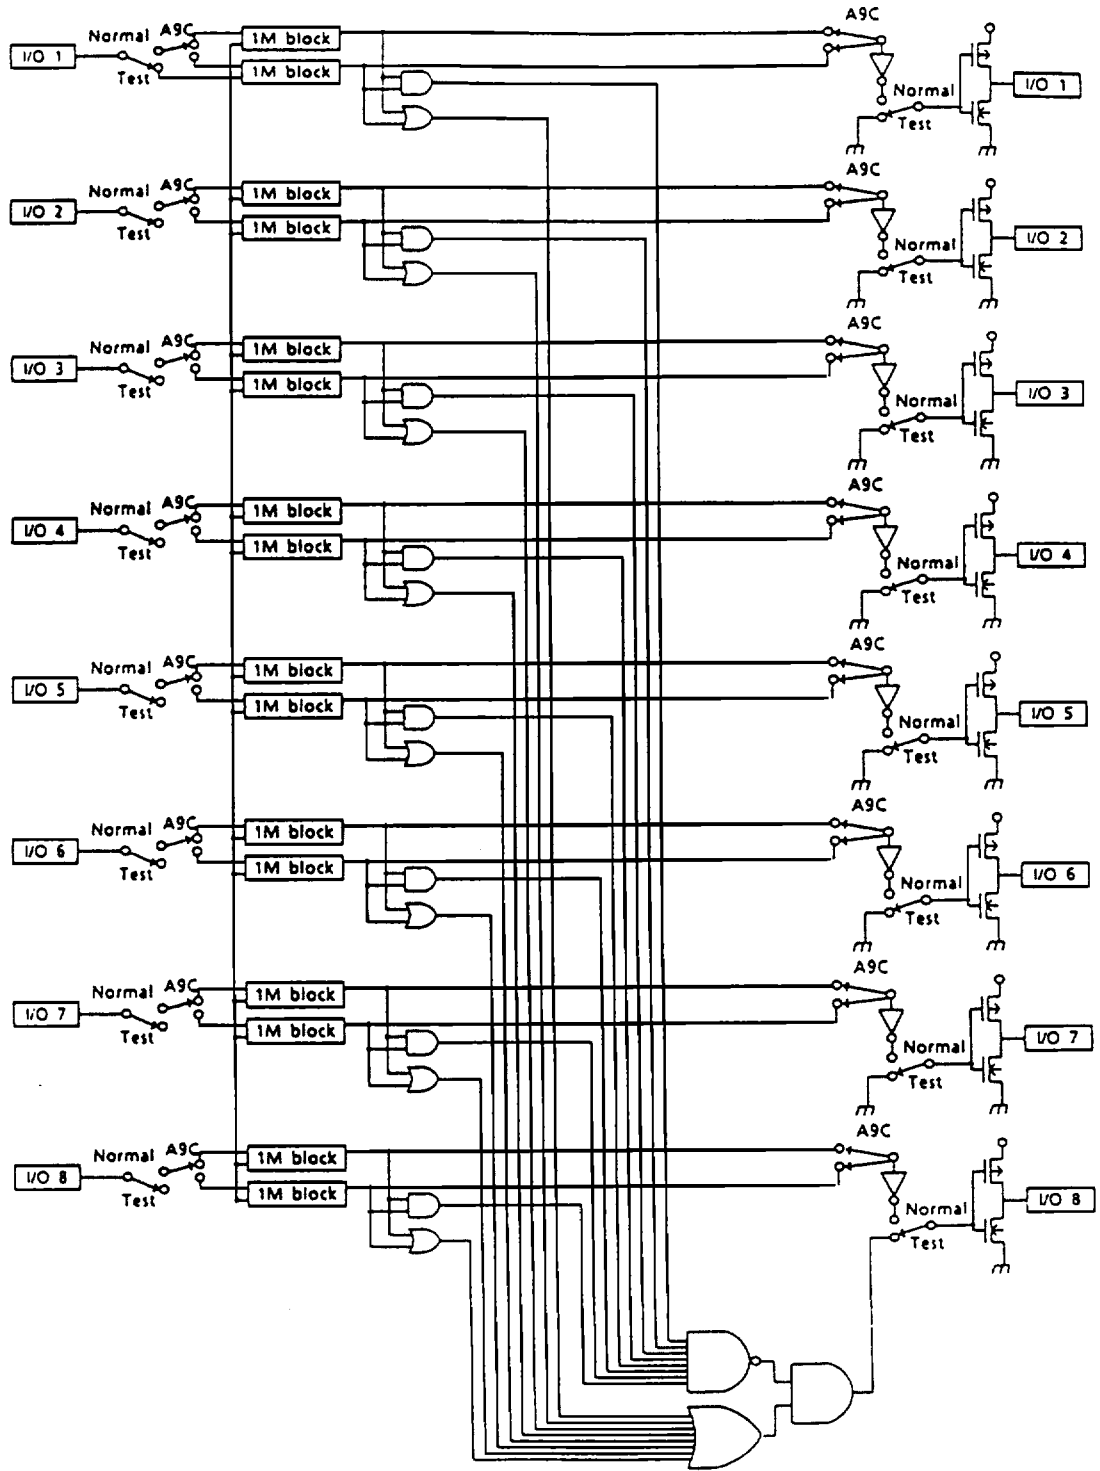 A9C
Normal A9C 1M block
I/O 1
Test 1M block
Normal
I/O 1
Test
A9C
Normal A9C 1M block
I/O 2
Test 1M block
Normal
I/O 2
Test
A9C
Normal A9C 1M block
I/O 3
Test 1M block
Normal
I/O 3
Test
A9C
Normal A9C 1M block
I/O 4
Test 1M block
Normal
I/O 4
Test
A9C
Normal A9C 1M block
I/O 5
Test 1M block
Normal
I/O 5
Test
A9C
Normal A9C 1M block
I/O 6
Test 1M block
Normal
I/O 6
Test
A9C
Normal A9C 1M block
I/O 7
Test 1M block
Normal
I/O 7
Test
A9C
Normal A9C 1M block
I/O 8
Test 1M block
Normal
I/O 8
Test